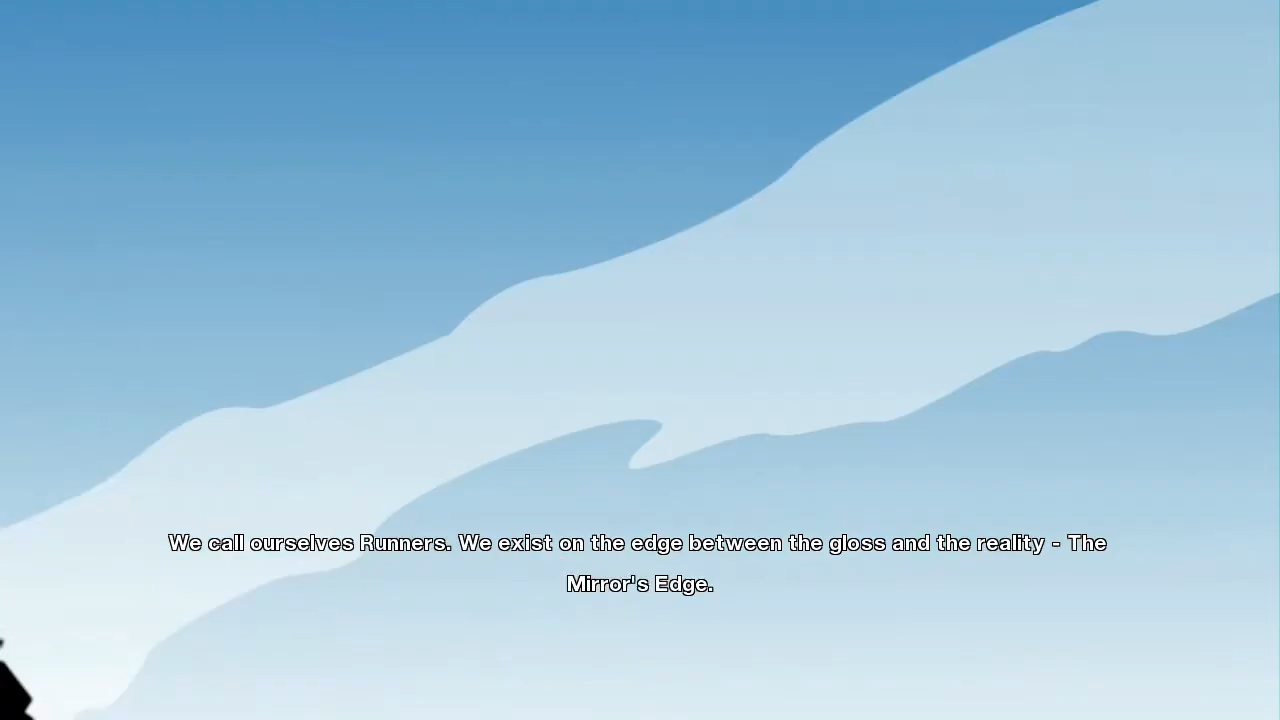 We call ourselves Runners. We exist on the edge between the gloss and the reality - The
Mirror's Edge.